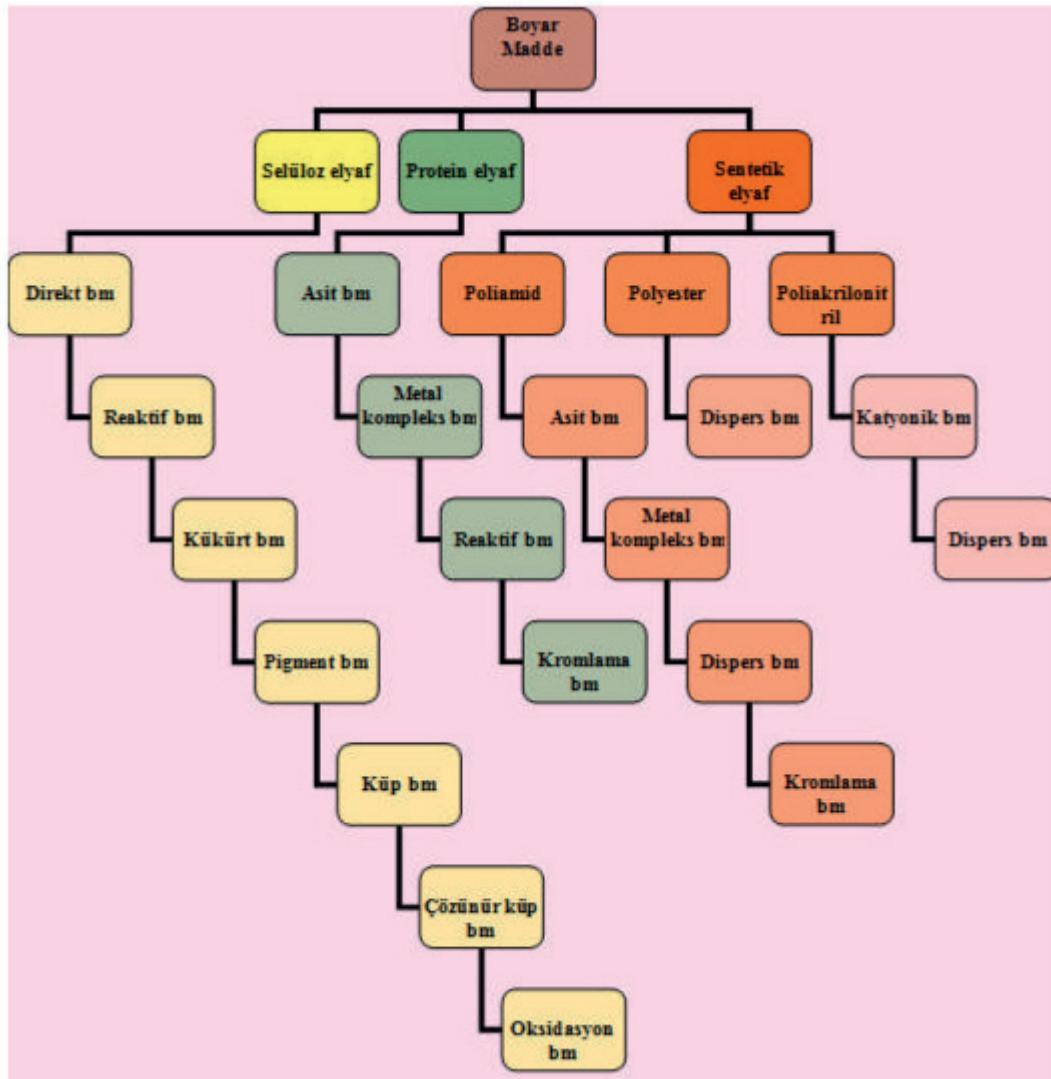 Boyar
Madde
Selüloz elyaf
Protein elyaf
Sentetik
elyaf
Direkt bm
Asit bm
Poliamid
Polyester
Poliakrilonit
ril
Reaktif bm
Metal
kompleks bm
Asit bm
Dispers bm
Katyonik bm
Kükürt bm
Reaktif bm
Metal
kompleks bm
Dispers bm
Pigment bm
Kromlama
bm
Dispers bm
Küp bm
Kromlama
bm
Çözünür küp
bm
Oksidasyon
bm